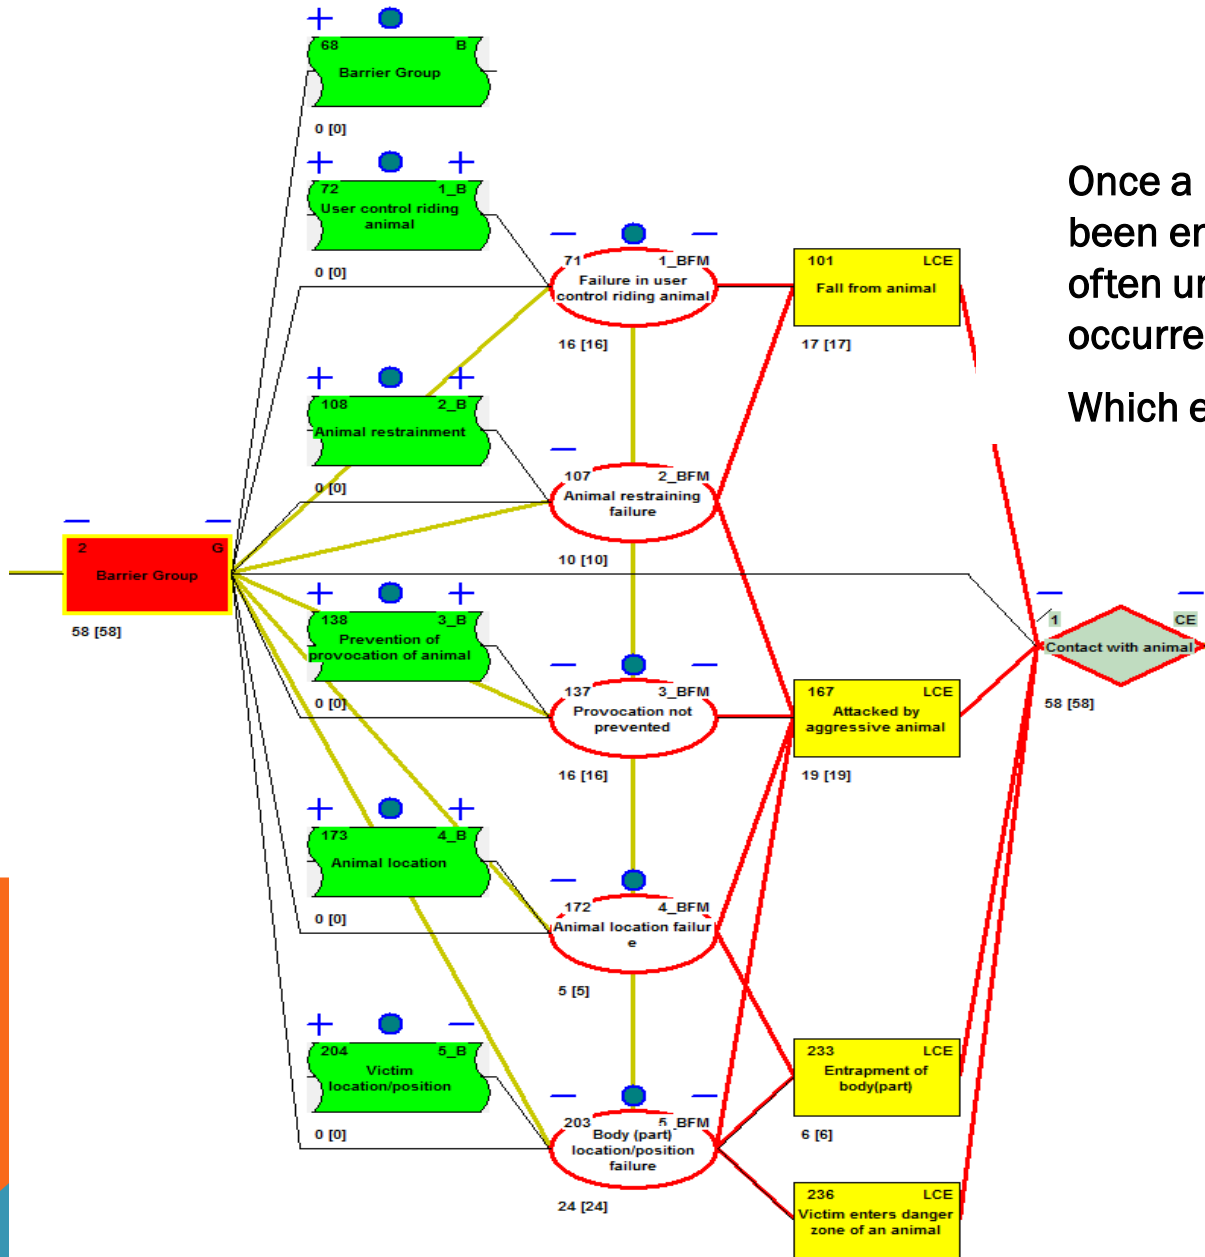 68 B
Barrier Group
0 [0]
72 1_B
User control riding
animal
0 [0]
71 1_BFM
Failure in user
control riding animal
16 [16]
101 LCE
Fall from animal
17 [17]
Once a
been er
often ur
occurre
Which e
108 2_B
Animal restrainment
0 [0]
107 2_BFM
Animal restraining
failure
10 [10]
2 G
Barrier Group
58 [58]
138 3_B
Prevention of
provocation of animal
0 [0]
137 3_BFM
Provocation not
prevented
16 [16]
167 LCE
Attacked by
aggressive animal
19 [19]
1 CE
Contact with animal
58 [58]
173 4_B
Animal location
0 [0]
172 4_BFM
Animal location failur
e
5 [5]
204 5_B
Victim
location/position
0 [0]
203 5_BFM
Body (part)
location/position
failure
24 [24]
233 LCE
Entrapment of
body(part)
6 [6]
236 LCE
Victim enters danger
zone of an animal